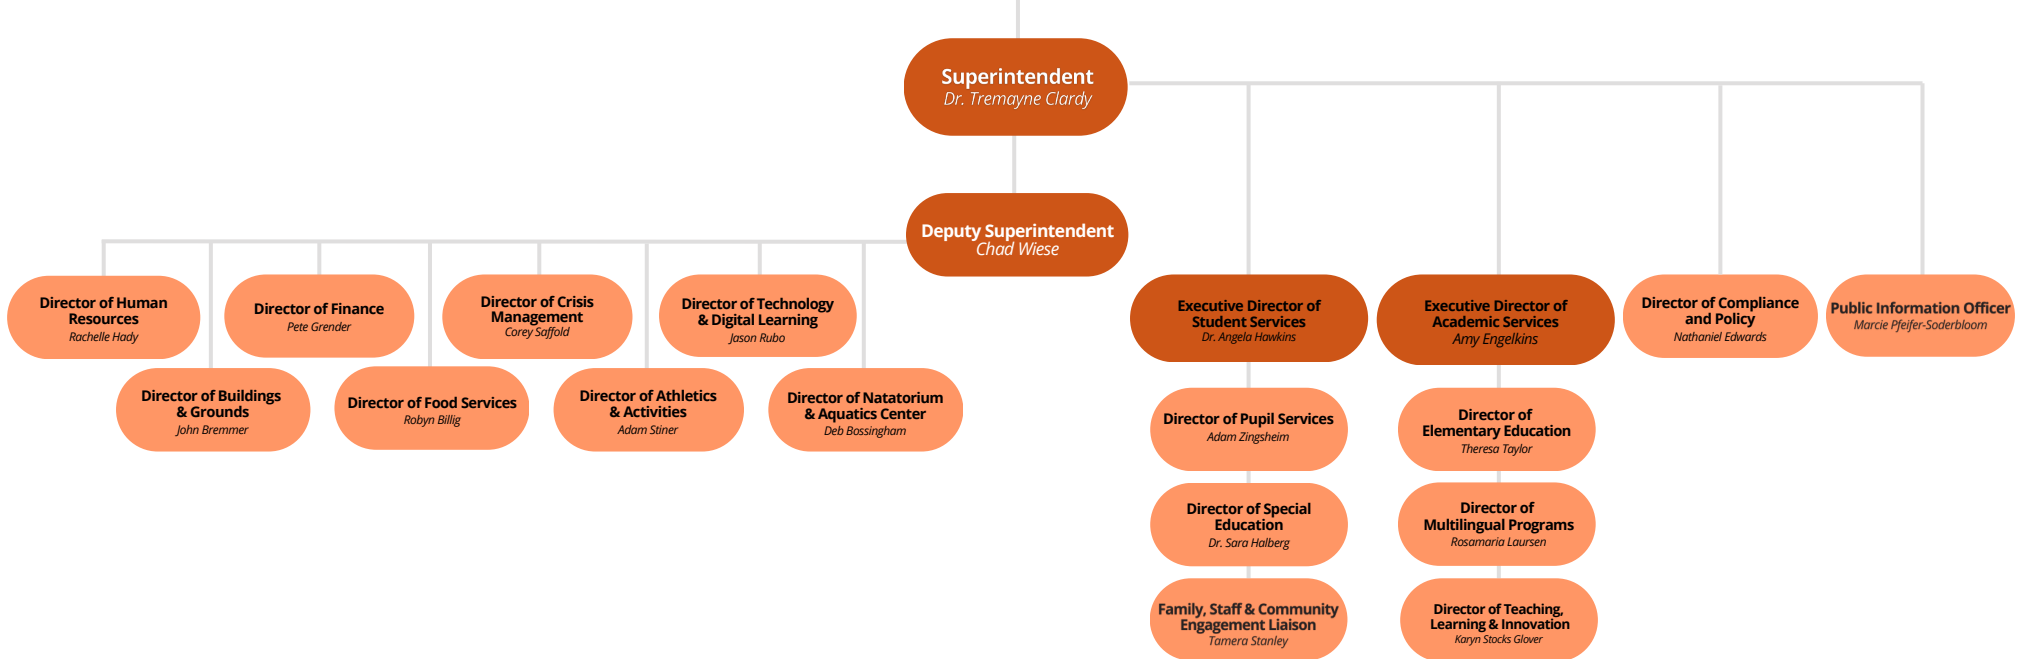 Superintendent
Dr. Tremayne Clardy
Deputy Superintendent
Chad Wiese
Director of Human
Resources
Rachelle Hady
Director of Finance
Pete Grender
Director of Crisis
Management
Corey Saffold
Director of Technology
& Digital Learning
Jason Rubo
Director of Buildings
& Grounds
John Bremmer
Director of Food Services
Robyn Billig
Director of Athletics
& Activities
Adam Stiner
Director of Natatorium
& Aquatics Center
Deb Bossingham
Executive Director of
Student Services
Dr. Angela Hawkins
Director of Pupil Services
Adam Zingsheim
Director of Special
Education
Dr. Sara Halberg
Family, Staff & Community
Engagement Liaison
Tamera Stanley
Executive Director of
Academic Services
Amy Engelkins
Director of
Elementary Education
Theresa Taylor
Director of
Multilingual Programs
Rosamaria Laursen
Director of Teaching,
Learning & Innovation
Karyn Stocks Glover
Director of Compliance
and Policy
Nathaniel Edwards
Public Information Officer
Marcie Pfeifer-Soderbloom